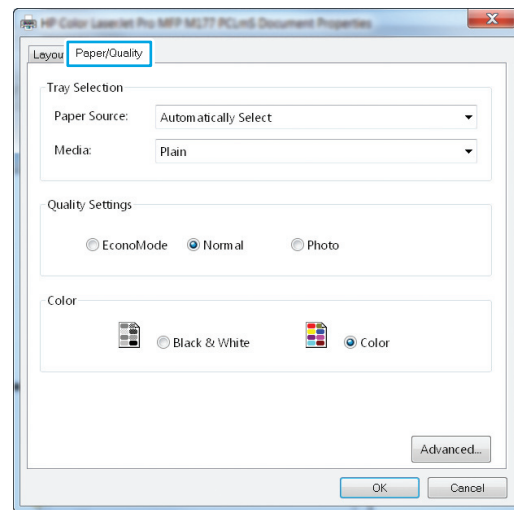 HP Color LaserJet Pro MFP M177 PCLmS Document Properties
Layou Paper/Quality
Tray Selection
Paper Source: Automatically Select
Media: Plain
Quality Settings
EconoMode Normal Photo
Color
Black & White Color
Advanced...
OK Cancel